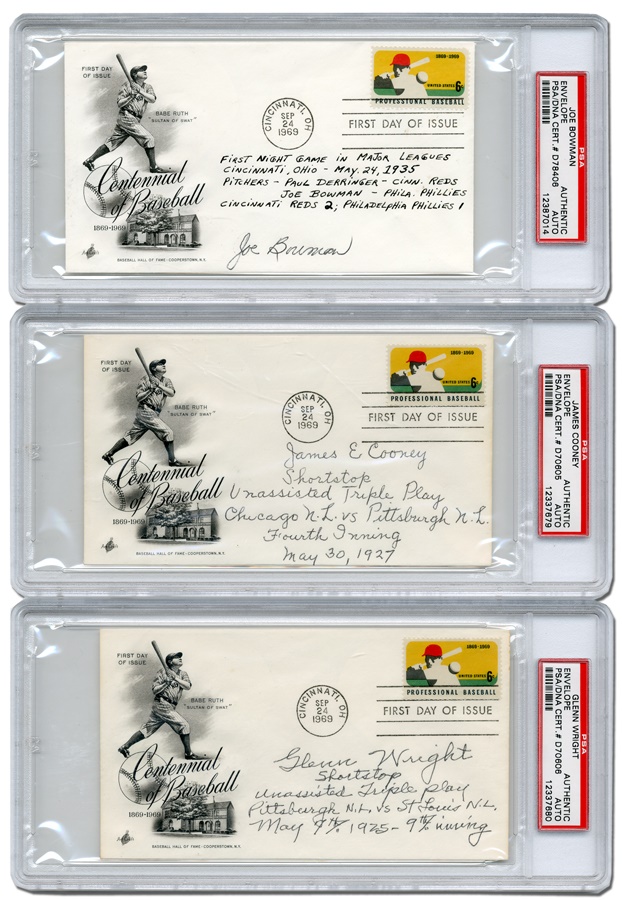 FIRST DAY
OF ISSUE
BABE RUTH
"SULTAN OF SWAT"
Centennial
of Baseball
1869-1969
BASEBALL HALL OF FAME - COOPERSTOWN, N.Y.
CINCINNATI, OH
SEP
24
1969
1869-1969
UNITED STATES 6c
PROFESSIONAL BASEBALL
FIRST DAY OF ISSUE
FIRST NIGHT GAME IN MAJOR LEAGUES
CINCINNATI, OHIO - MAY. 24, 1935
PITCHERS - PAUL DERRINGER - CINN. REDS
JOE BOWMAN - PHILA. PHILLIES
CINCINNATI REDS 2; PHILADELPHIA PHILLIES 1
Joe Bowman
PSA
JOE BOWMAN
ENVELOPE AUTHENTIC
AUTO
PSA/DNA CERT.# D78406 12387014
FIRST DAY
OF ISSUE
BABE RUTH
"SULTAN OF SWAT"
Centennial
of Baseball
1869-1969
BASEBALL HALL OF FAME - COOPERSTOWN, N.Y.
CINCINNATI, OH
SEP
24
1969
1869-1969
UNITED STATES 6c
PROFESSIONAL BASEBALL
FIRST DAY OF ISSUE
James E Cooney
Shortstop
Unassisted Triple Play
Chicago N.L. vs Pittsburgh N.L.
Fourth Inning
May 30, 1927
PSA
JAMES COONEY
ENVELOPE AUTHENTIC
AUTO
PSA/DNA CERT.# D70605 12337679
FIRST DAY
OF ISSUE
BABE RUTH
"SULTAN OF SWAT"
Centennial
of Baseball
1869-1969
BASEBALL HALL OF FAME - COOPERSTOWN, N.Y.
CINCINNATI, OH
SEP
24
1969
1869-1969
UNITED STATES 6c
PROFESSIONAL BASEBALL
FIRST DAY OF ISSUE
Glenn Wright
Shortstop
Unassisted Triple Play
Pittsburgh N.L. vs St Louis N.L.
May 7th 1925 - 9th inning
PSA
GLENN WRIGHT
ENVELOPE AUTHENTIC
AUTO
PSA/DNA CERT.# D70606 12337680